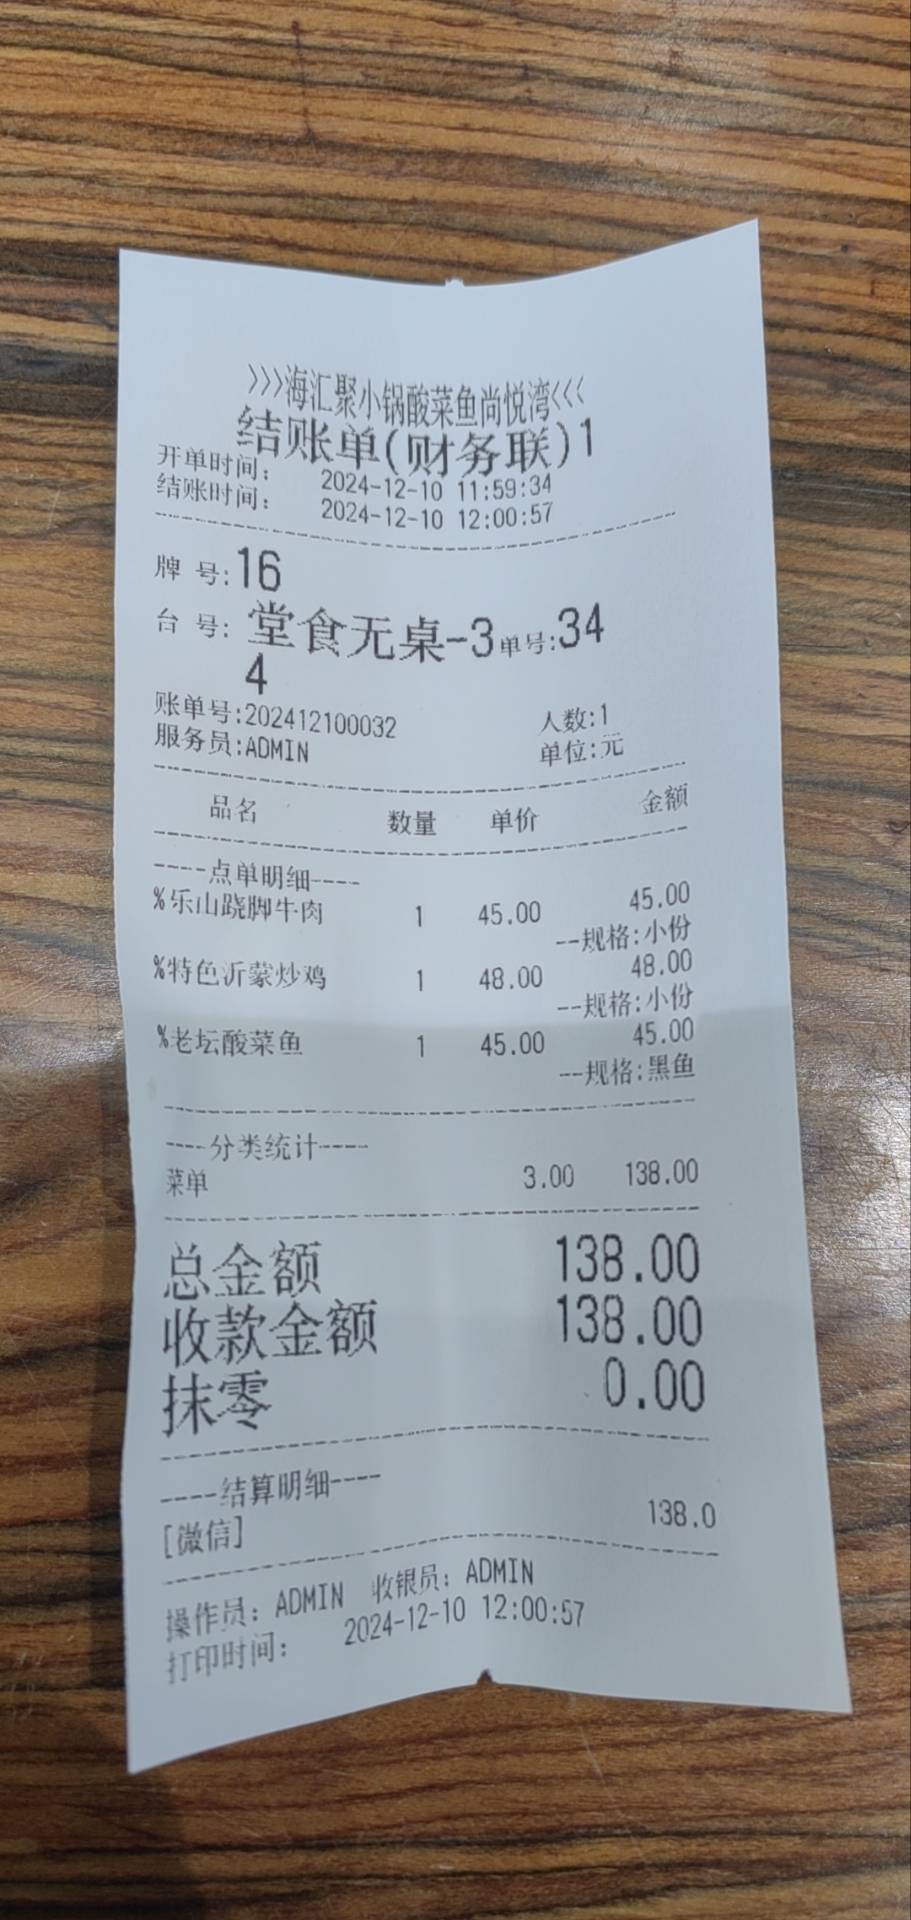 >>>海汇聚小锅酸菜鱼尚悦湾<<<
结账单(财务联)1
开单时间: 2024-12-10 11:59:34
结账时间: 2024-12-10 12:00:57
牌 号:16
台 号: 堂食无桌-3 单号:34
4
账单号:202412100032 人数:1
服务员:ADMIN 单位:元
品名 数量 单价 金额
----点单明细----
%乐山跷脚牛肉 1 45.00 45.00
--规格:小份
%特色沂蒙炒鸡 1 48.00 48.00
--规格:小份
%老坛酸菜鱼 1 45.00 45.00
--规格:黑鱼
----分类统计----
菜单 3.00 138.00
总金额 138.00
收款金额 138.00
抹零 0.00
----结算明细----
[微信] 138.0
操作员: ADMIN 收银员: ADMIN
打印时间: 2024-12-10 12:00:57